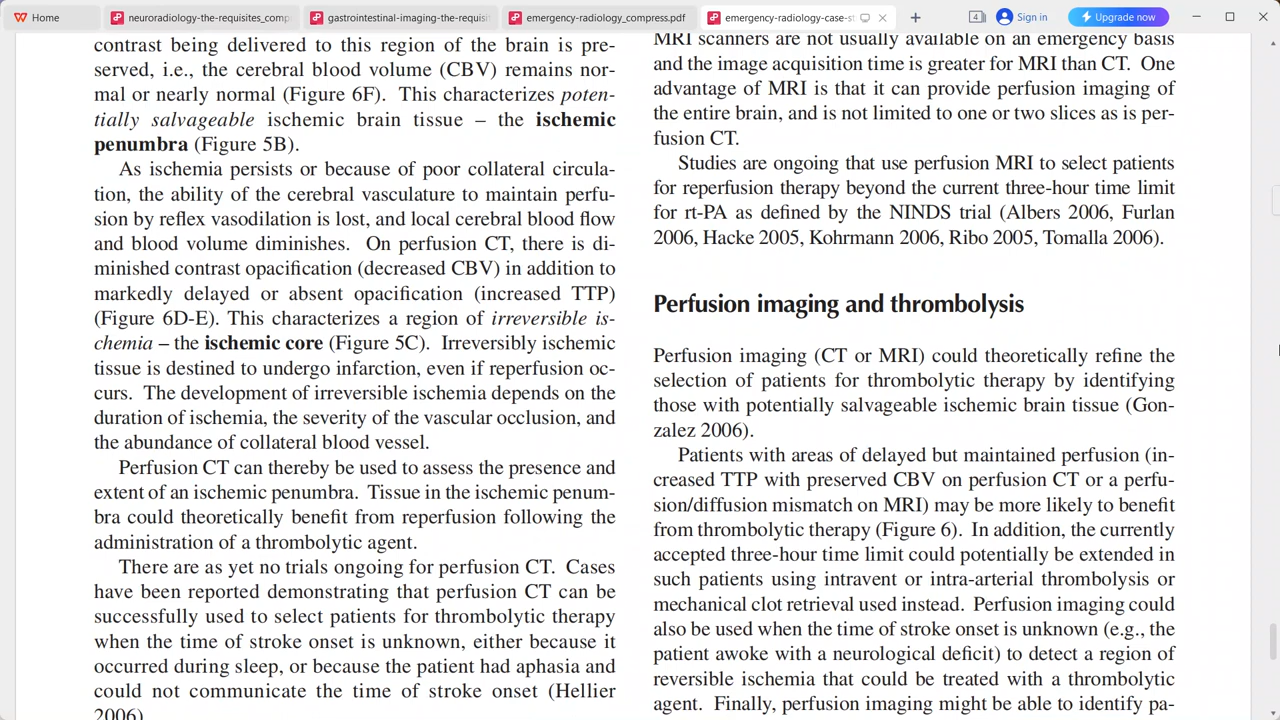 Home
neuroradiology-the-requisites_comp
gastrointestinal-imaging-the-requisit
emergency-radiology_compress.pdf
emergency-radiology-case-st
4
Sign in
Upgrade now
contrast being delivered to this region of the brain is pre-
served, i.e., the cerebral blood volume (CBV) remains nor-
mal or nearly normal (Figure 6F). This characterizes poten-
tially salvageable ischemic brain tissue – the ischemic
penumbra (Figure 5B).
As ischemia persists or because of poor collateral circula-
tion, the ability of the cerebral vasculature to maintain perfu-
sion by reflex vasodilation is lost, and local cerebral blood flow
and blood volume diminishes. On perfusion CT, there is di-
minished contrast opacification (decreased CBV) in addition to
markedly delayed or absent opacification (increased TTP)
(Figure 6D-E). This characterizes a region of irreversible is-
chemia – the ischemic core (Figure 5C). Irreversibly ischemic
tissue is destined to undergo infarction, even if reperfusion oc-
curs. The development of irreversible ischemia depends on the
duration of ischemia, the severity of the vascular occlusion, and
the abundance of collateral blood vessel.
Perfusion CT can thereby be used to assess the presence and
extent of an ischemic penumbra. Tissue in the ischemic penum-
bra could theoretically benefit from reperfusion following the
administration of a thrombolytic agent.
There are as yet no trials ongoing for perfusion CT. Cases
have been reported demonstrating that perfusion CT can be
successfully used to select patients for thrombolytic therapy
when the time of stroke onset is unknown, either because it
occurred during sleep, or because the patient had aphasia and
could not communicate the time of stroke onset (Hellier
2006)
MRI scanners are not usually available on an emergency basis
and the image acquisition time is greater for MRI than CT. One
advantage of MRI is that it can provide perfusion imaging of
the entire brain, and is not limited to one or two slices as is per-
fusion CT.
Studies are ongoing that use perfusion MRI to select patients
for reperfusion therapy beyond the current three-hour time limit
for rt-PA as defined by the NINDS trial (Albers 2006, Furlan
2006, Hacke 2005, Kohrmann 2006, Ribo 2005, Tomalla 2006).
Perfusion imaging and thrombolysis
Perfusion imaging (CT or MRI) could theoretically refine the
selection of patients for thrombolytic therapy by identifying
those with potentially salvageable ischemic brain tissue (Gon-
zalez 2006).
Patients with areas of delayed but maintained perfusion (in-
creased TTP with preserved CBV on perfusion CT or a perfu-
sion/diffusion mismatch on MRI) may be more likely to benefit
from thrombolytic therapy (Figure 6). In addition, the currently
accepted three-hour time limit could potentially be extended in
such patients using intravent or intra-arterial thrombolysis or
mechanical clot retrieval used instead. Perfusion imaging could
also be used when the time of stroke onset is unknown (e.g., the
patient awoke with a neurological deficit) to detect a region of
reversible ischemia that could be treated with a thrombolytic
agent. Finally, perfusion imaging might be able to identify pa-